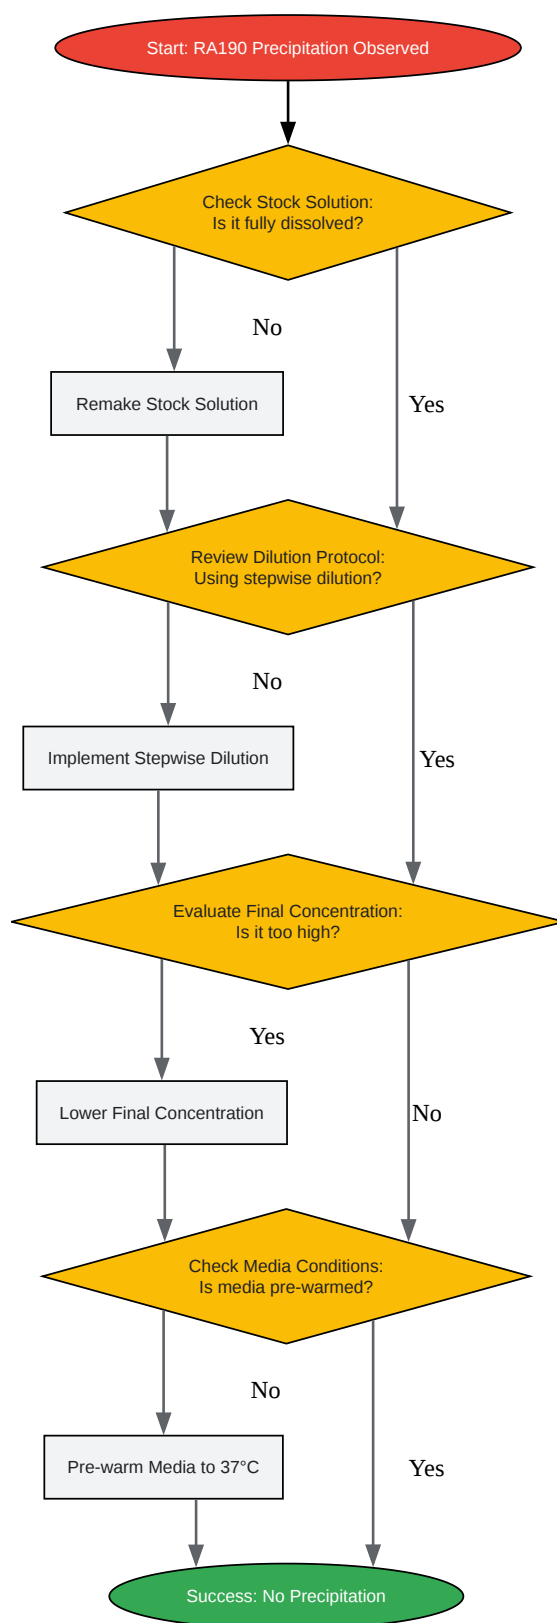 Start: RA190 Precipitation Observed
Check Stock Solution:
Is it fully dissolved?
No
Remake Stock Solution
Yes
Review Dilution Protocol:
Using stepwise dilution?
No
Implement Stepwise Dilution
Yes
Evaluate Final Concentration:
Is it too high?
Yes
Lower Final Concentration
No
Check Media Conditions:
Is media pre-warmed?
No
Pre-warm Media to 37°C
Yes
Success: No Precipitation